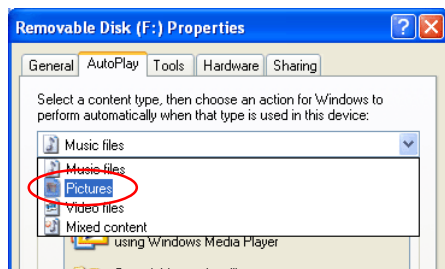 Removable Disk (F:) Properties
General AutoPlay Tools Hardware Sharing
Select a content type, then choose an action for Windows to
perform automatically when that type is used in this device:
Music files
Music files
Pictures
Video files
Mixed content
using Windows Media Player